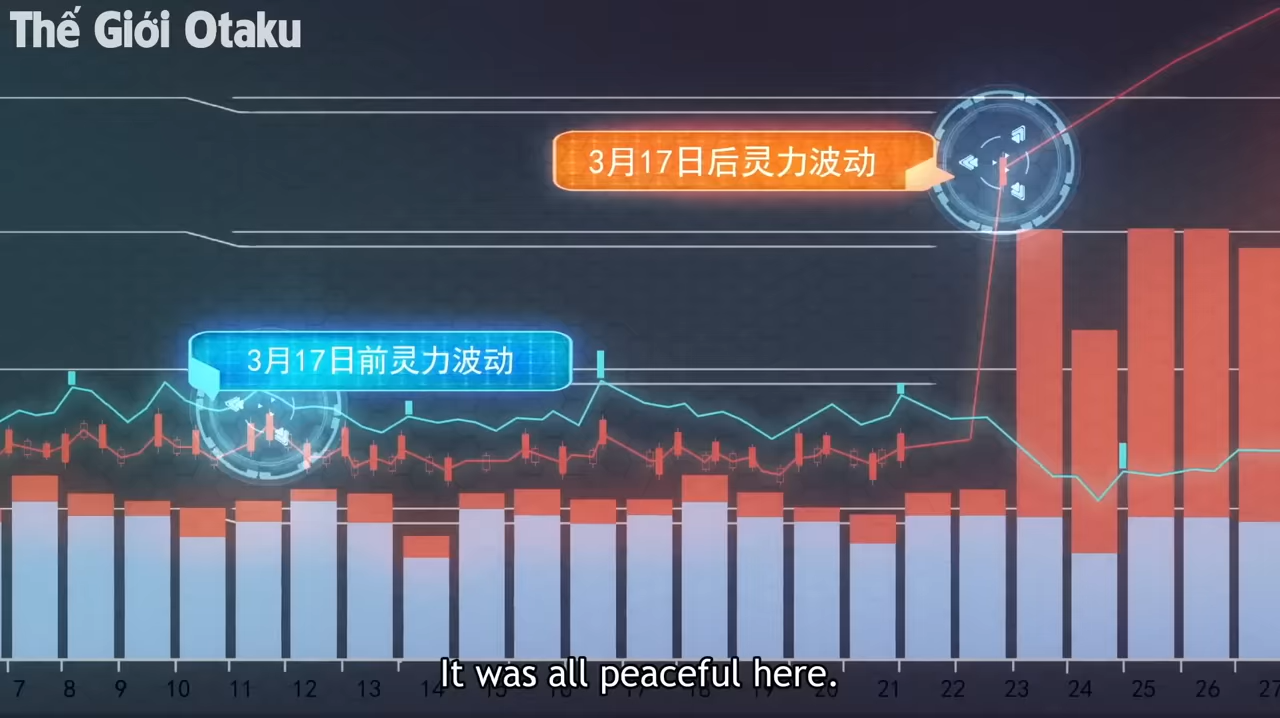 Thế Giới Otaku
3月17日后灵力波动
3月17日前灵力波动
It was all peaceful here.
7 8 9 10 11 12 13 14 15 16 17 18 19 20 21 22 23 24 25 26 27